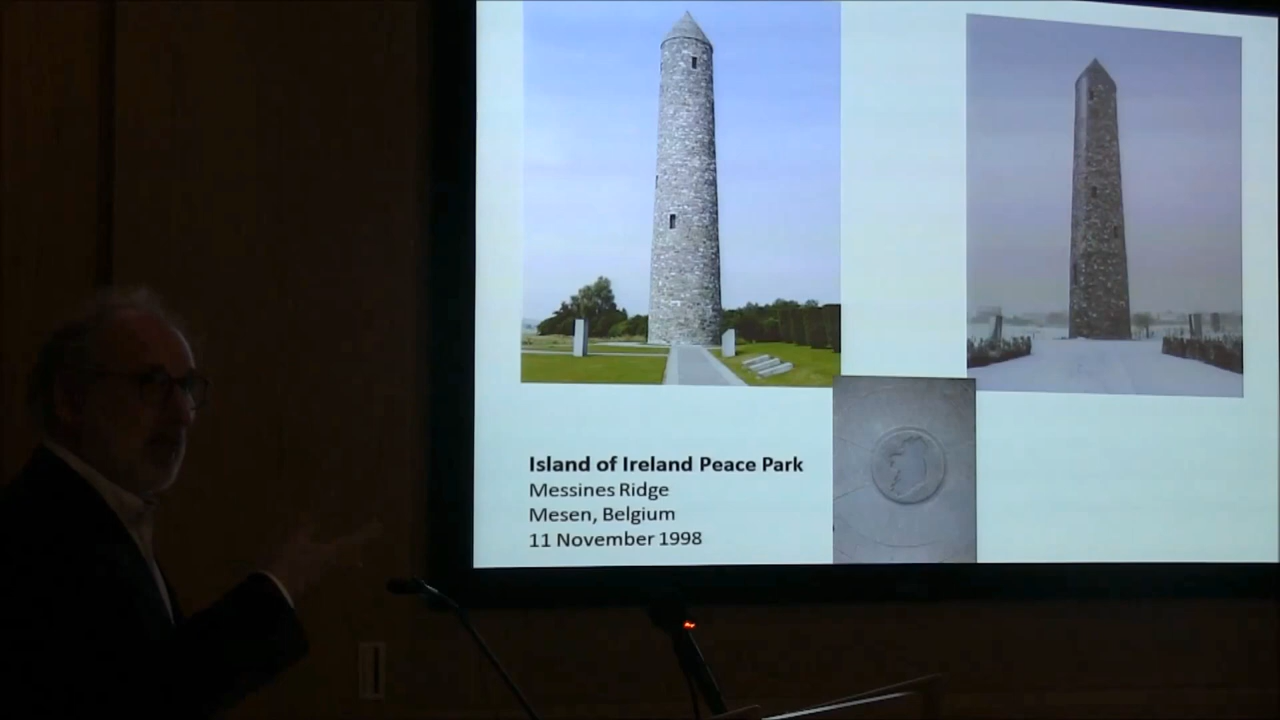 Island of Ireland Peace Park
Messines Ridge
Mesen, Belgium
11 November 1998